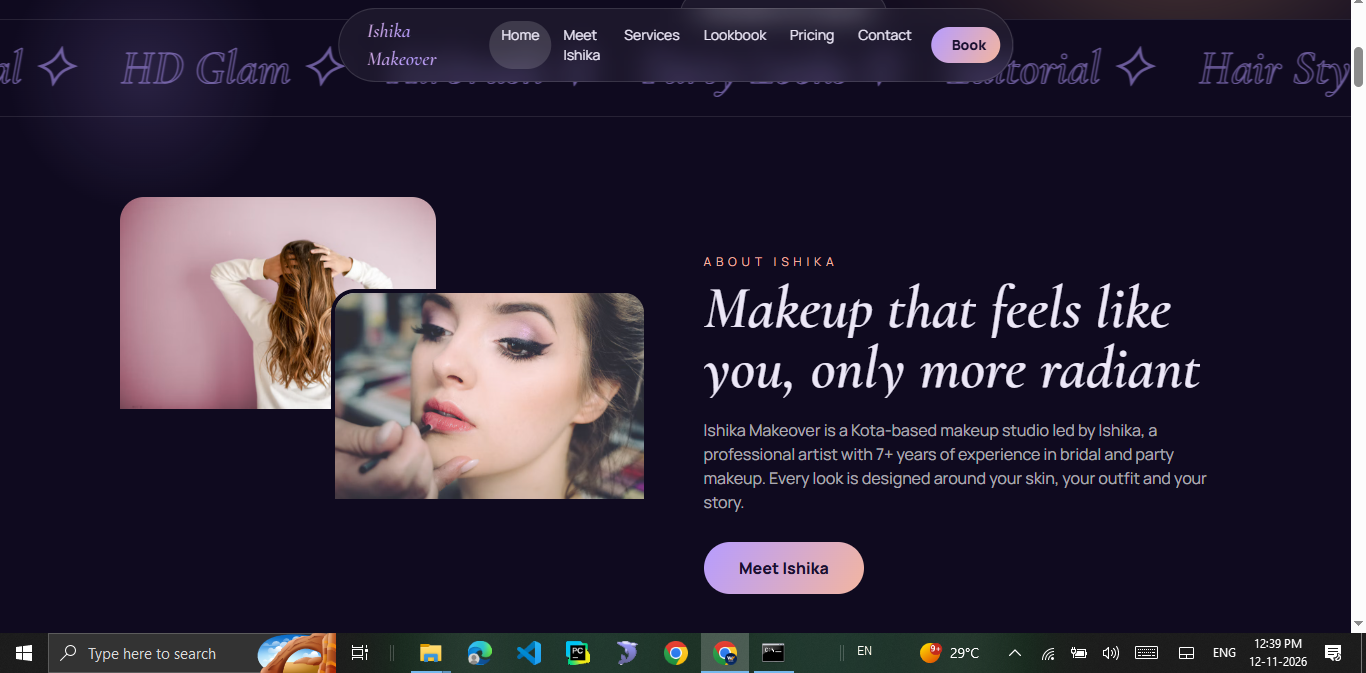 Ishika
Makeover
Home
Meet
Ishika
Services
Lookbook
Pricing
Contact
Book
HD Glam
Hair Sty
ABOUT ISHIKA
Makeup that feels like
you, only more radiant
Ishika Makeover is a Kota-based makeup studio led by Ishika, a
professional artist with 7+ years of experience in bridal and party
makeup. Every look is designed around your skin, your outfit and your
story.
Meet Ishika
Type here to search
PC
EN
9+
29°C
ENG
12:39 PM
12-11-2026